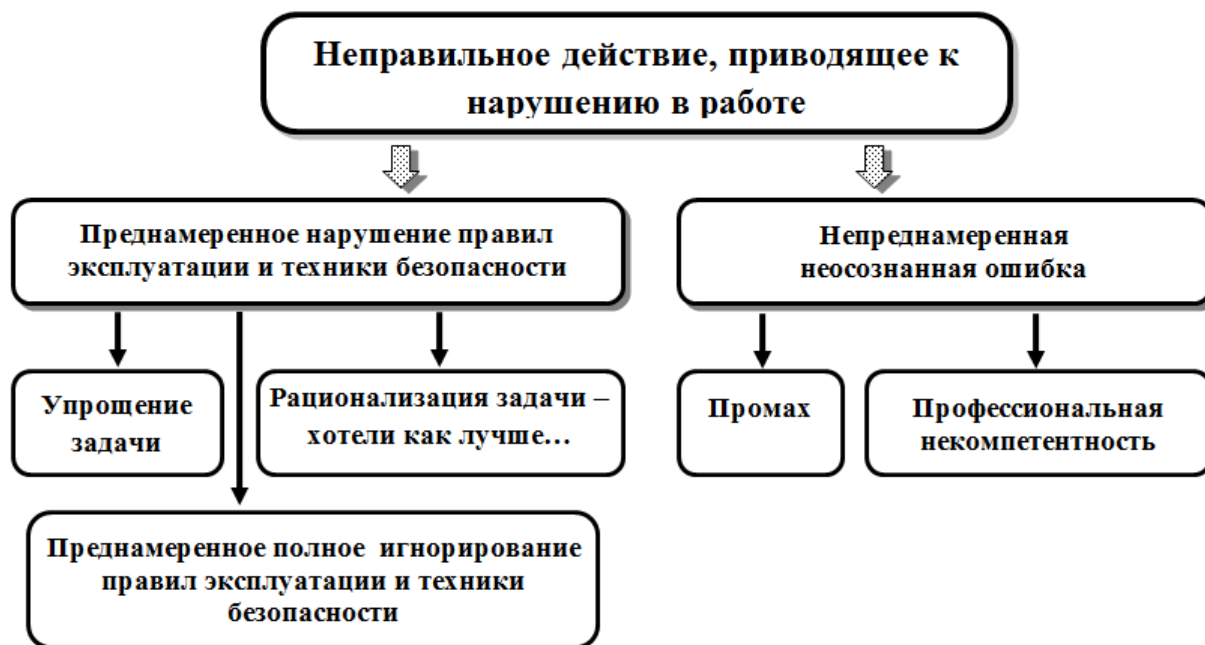 Неправильное действие, приводящее к
нарушению в работе
Преднамеренное нарушение правил
эксплуатации и техники безопасности
Непреднамеренная
неосознанная ошибка
Упрощение
задачи
Рационализация задачи –
хотели как лучше…
Промах
Профессиональная
некомпетентность
Преднамеренное полное игнорирование
правил эксплуатации и техники
безопасности